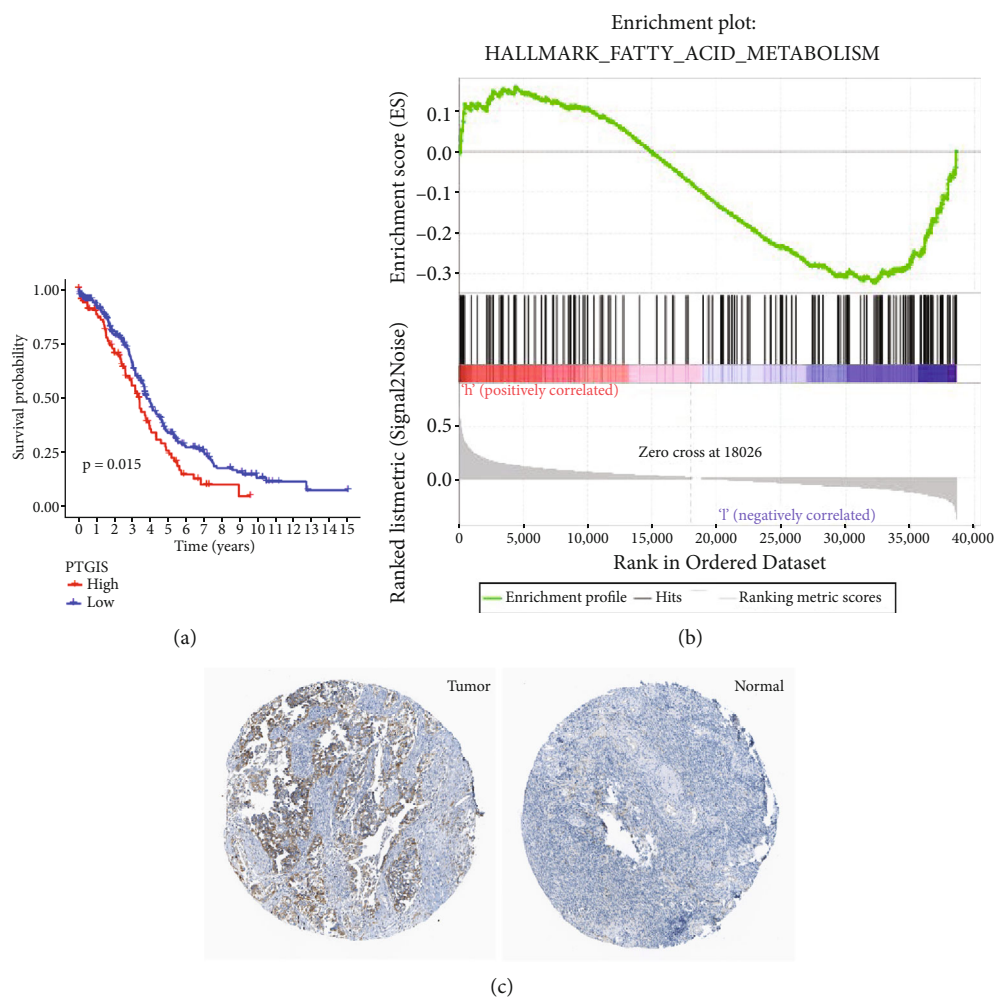 Enrichment plot:
HALLMARK_FATTY_ACID_METABOLISM
Enrichment score (ES)
0.1
0.0
−0.1
−0.2
−0.3
Ranked listmetric (Signal2Noise)
'h' (positively correlated)
0.5
0.0
Zero cross at 18026
'l' (negatively correlated)
0 5,000 10,000 15,000 20,000 25,000 30,000 35,000 40,000
Rank in Ordered Dataset
Enrichment profile Hits Ranking metric scores
Survival probability
1.00
0.75
0.50
0.25
0.00
p = 0.015
0 1 2 3 4 5 6 7 8 9 10 11 12 13 14 15
Time (years)
PTGIS
High
Low
(a)
(b)
Tumor
Normal
(c)